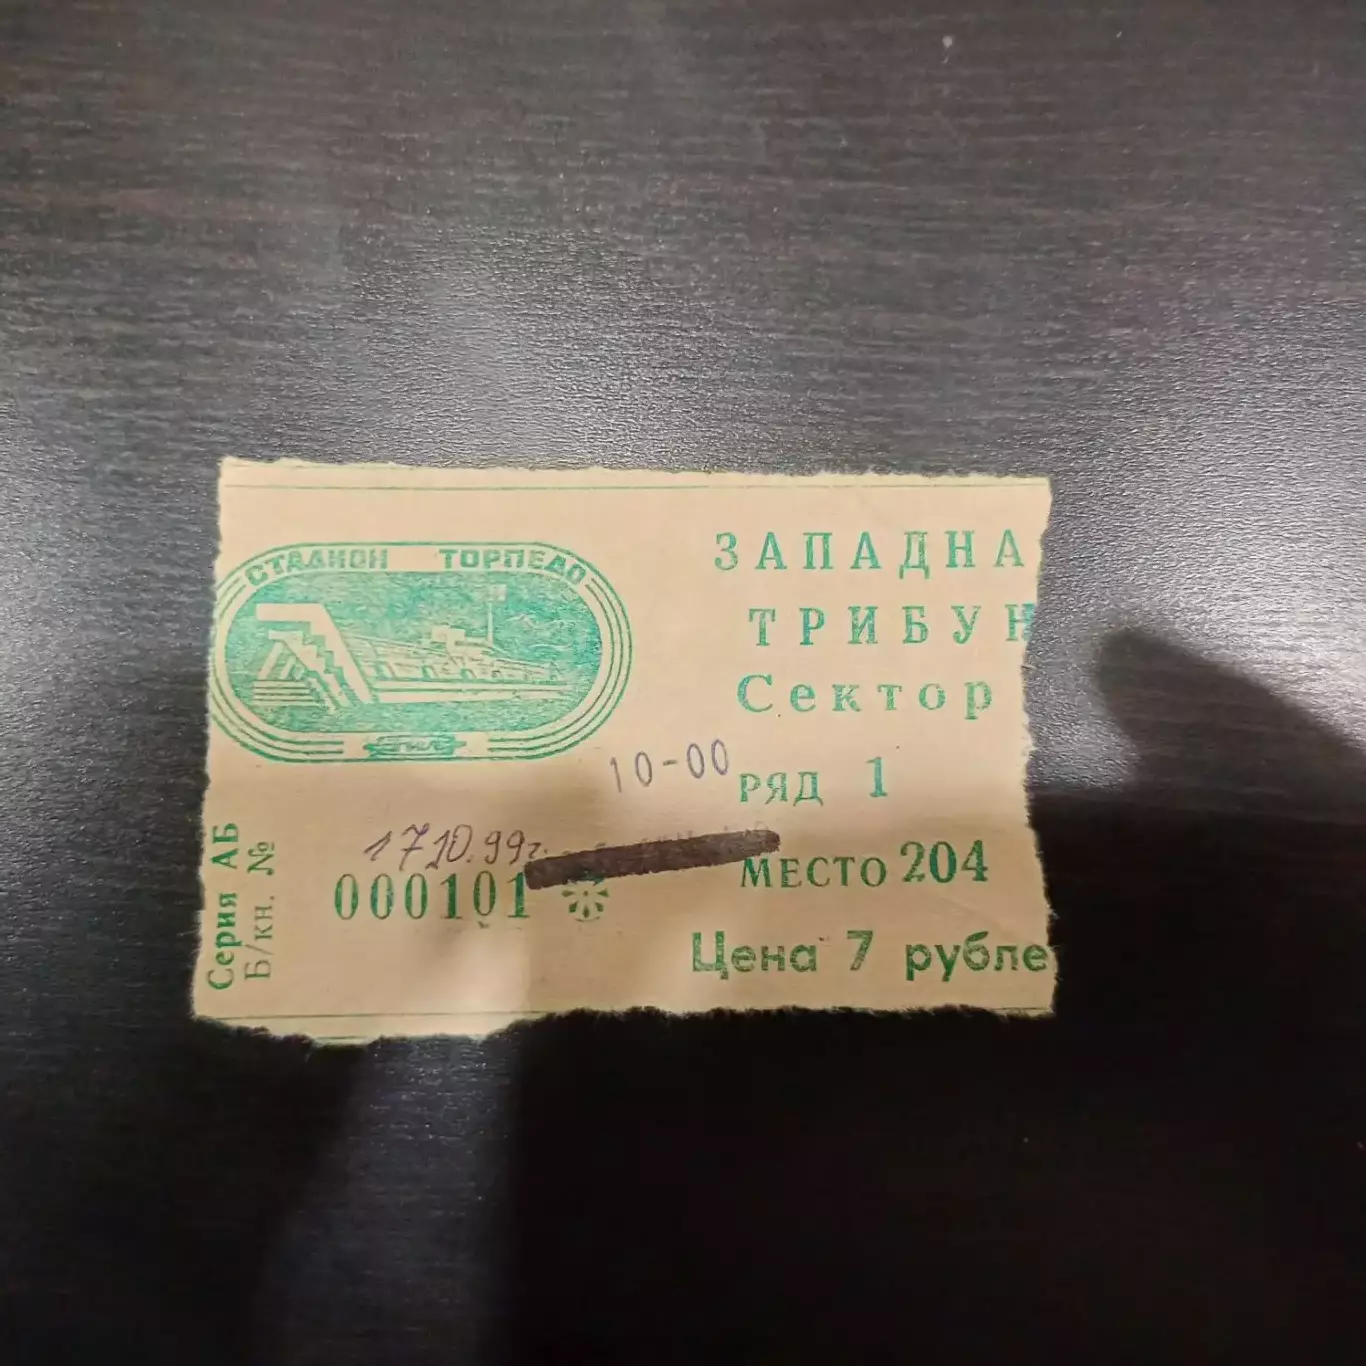 СТАДИОН ТОРПЕДО
ЗиЛ
ЗАПАДНА
ТРИБУН
Сектор
10-00
РЯД 1
17.10.99г.
000101
МЕСТО 204
Цена 7 рубле
Серия АБ
Б/кн. №